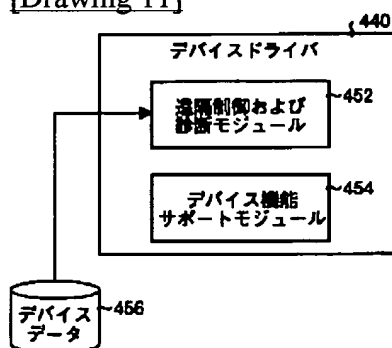 [Drawing 11]
440
デバイスドライバ
遠隔制御および
診断モジュール
452
デバイス機能
サポートモジュール
454
デバイス
データ
456